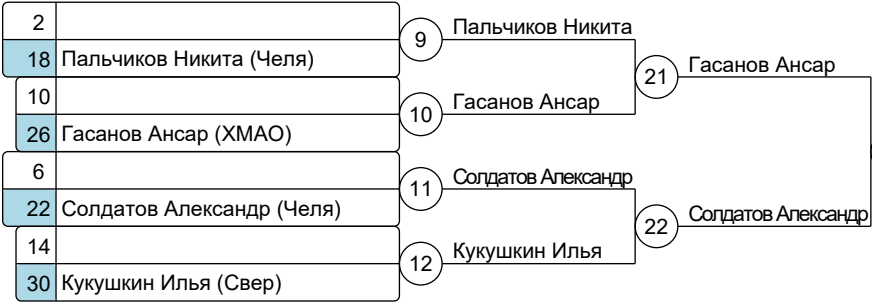 2
18 Пальчиков Никита (Челя)
9
Пальчиков Никита
10
26 Гасанов Ансар (ХМАО)
10
Гасанов Ансар
21
Гасанов Ансар
6
22 Солдатов Александр (Челя)
11
Солдатов Александр
14
30 Кукушкин Илья (Свер)
12
Кукушкин Илья
22
Солдатов Александр